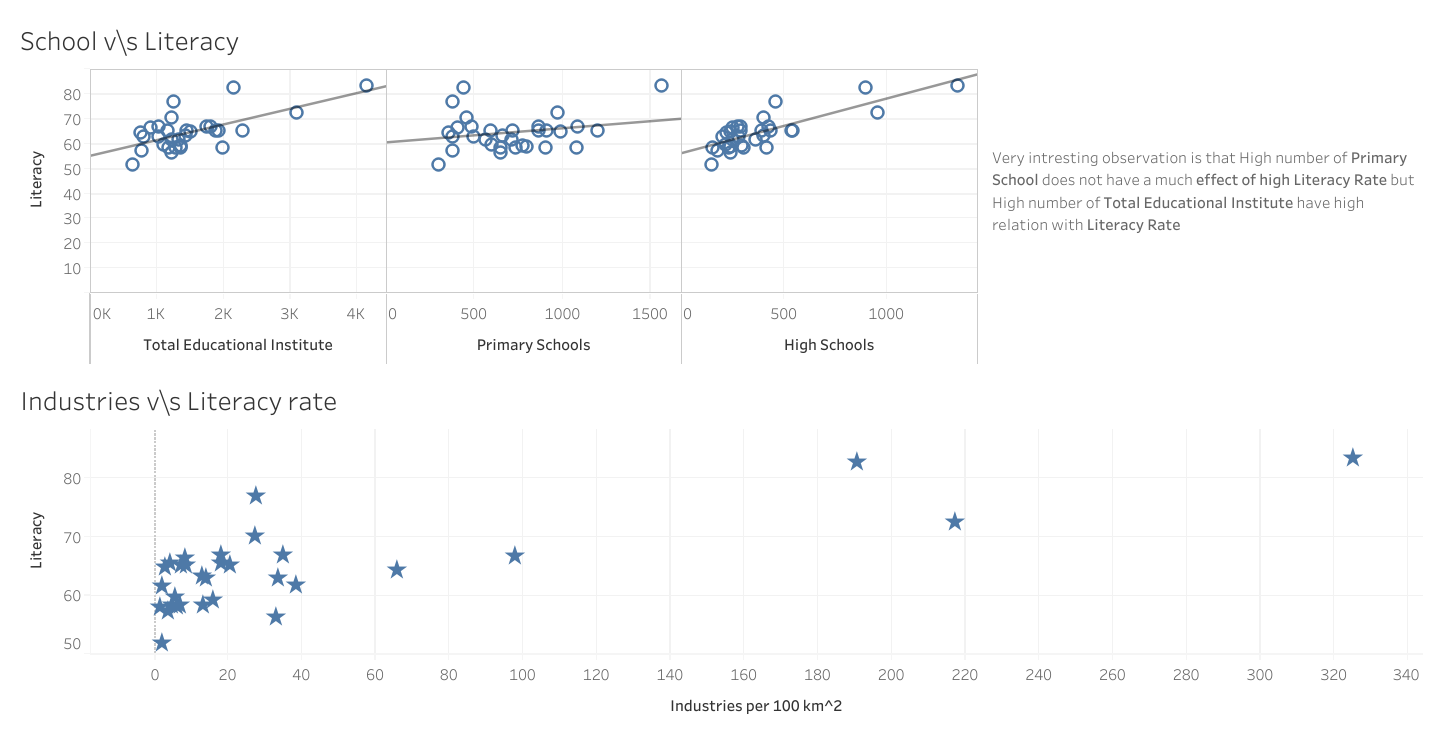 School v\s Literacy
80
70
60
50
40
30
20
10
Literacy
0K 1K 2K 3K 4K 0 500 1000 1500 0 500 1000
Total Educational Institute Primary Schools High Schools
Very intresting observation is that High number of Primary
School does not have a much effect of high Literacy Rate but
High number of Total Educational Institute have high
relation with Literacy Rate
Industries v\s Literacy rate
80
70
60
50
Literacy
0 20 40 60 80 100 120 140 160 180 200 220 240 260 280 300 320 340
Industries per 100 km^2